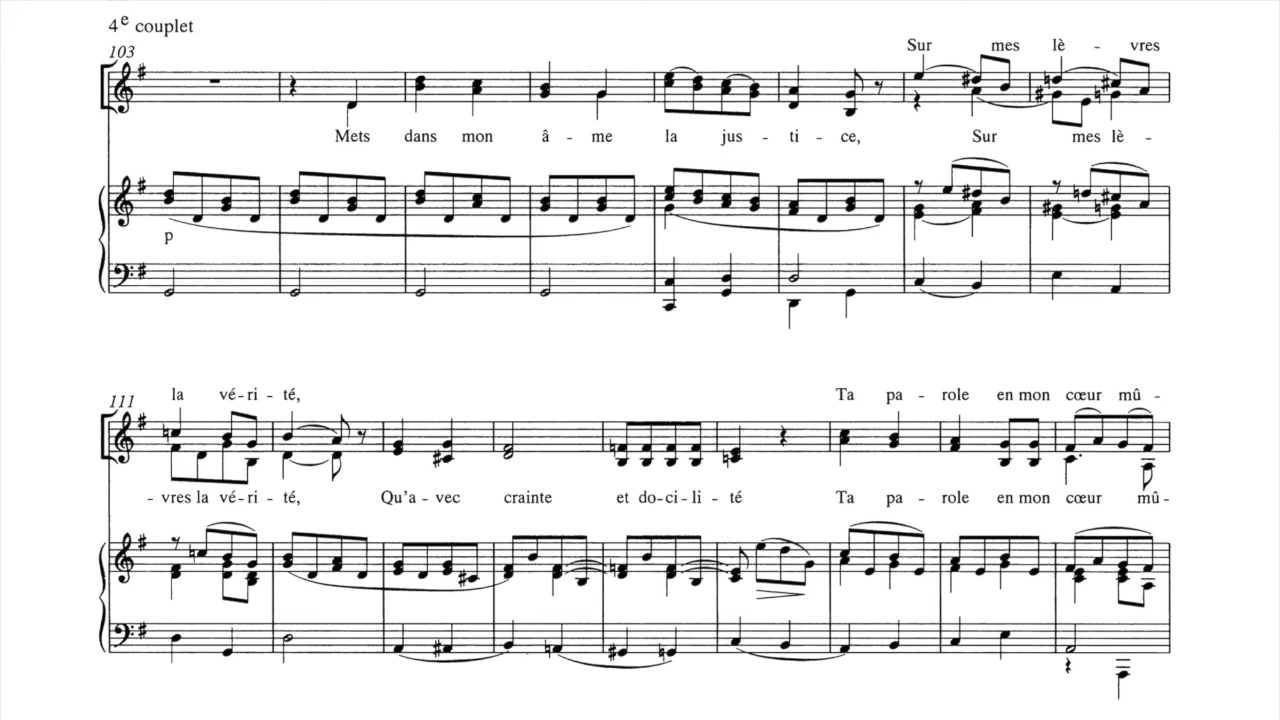 4e couplet
103
Sur mes lè - vres
Mets dans mon â - me la jus - ti - ce, Sur mes lè -
p
111
la vé - ri - té, Ta pa - role en mon cœur mû -
- vres la vé - ri - té, Qu'a - vec crainte et do - ci - li - té Ta pa - role en mon cœur mû -